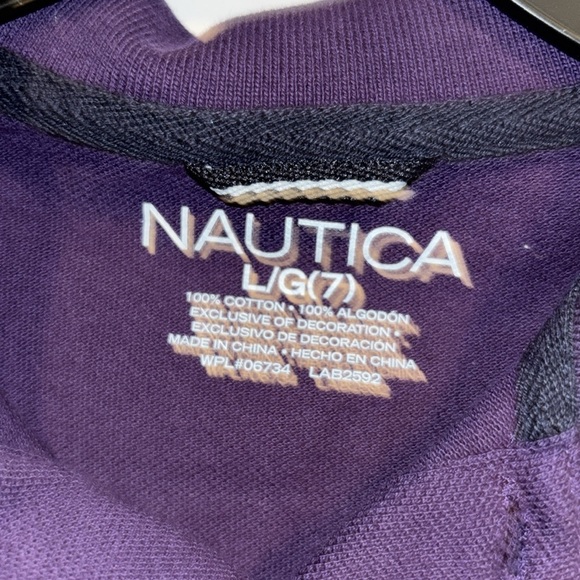 NAUTICA
L/G(7)
100% COTTON • 100% ALGODÓN
EXCLUSIVE OF DECORATION •
EXCLUSIVO DE DECORACIÓN
MADE IN CHINA • HECHO EN CHINA
WPL#06734 LAB2592